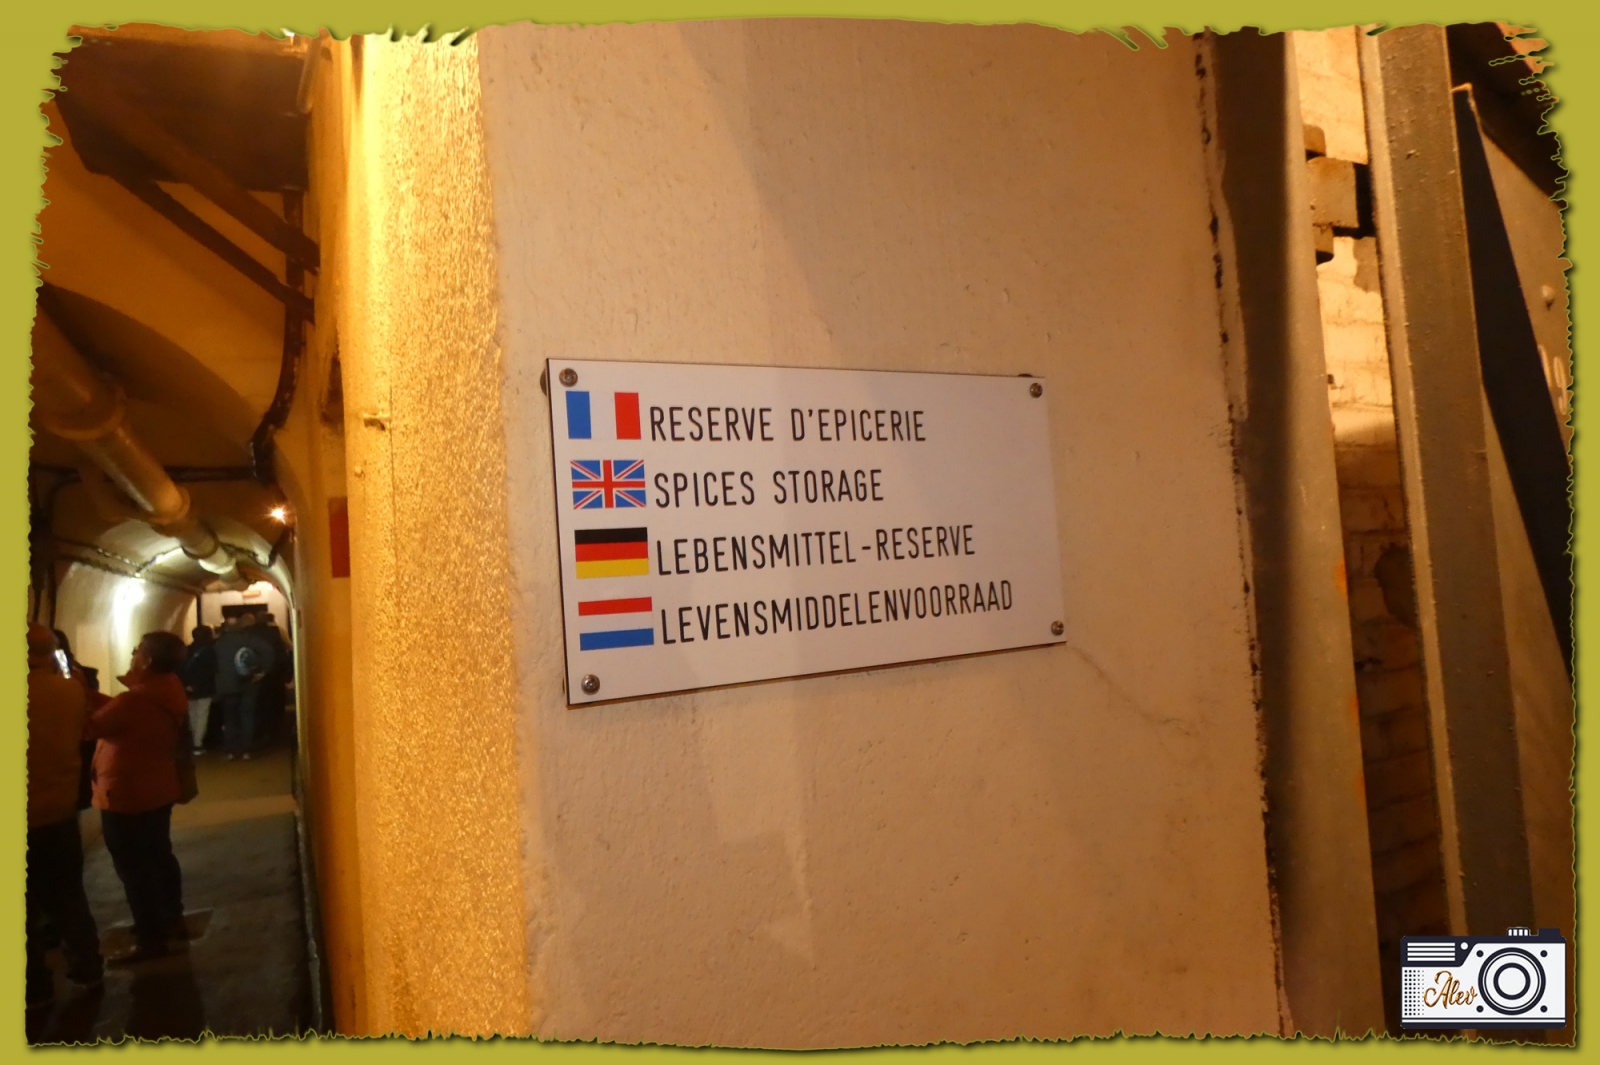 RESERVE D'EPICERIE
SPICES STORAGE
LEBENSMITTEL-RESERVE
LEVENSMIDDELENVOORRAAD
Alev